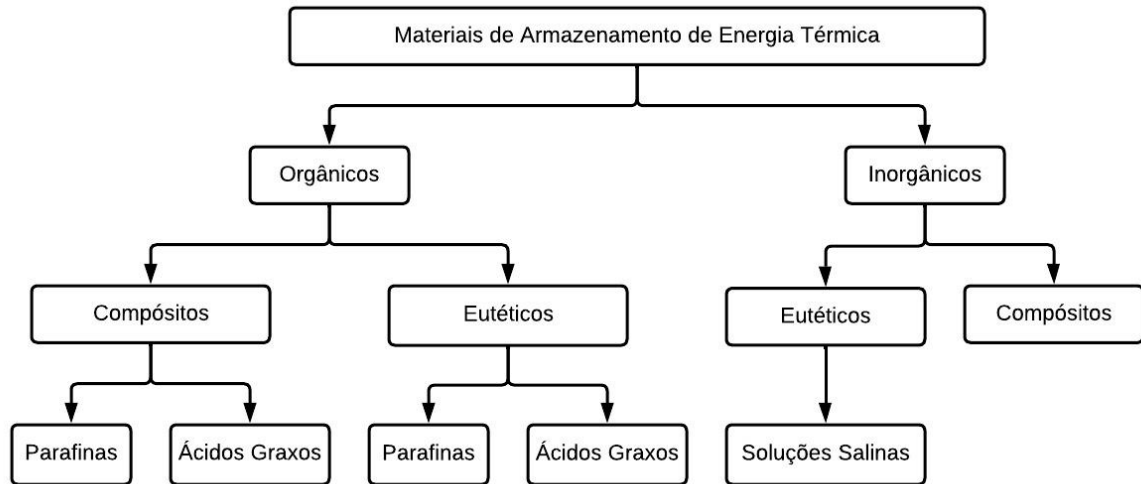 Materiais de Armazenamento de Energia Térmica
Orgânicos
Inorgânicos
Compósitos
Eutéticos
Eutéticos
Compósitos
Parafinas
Ácidos Graxos
Parafinas
Ácidos Graxos
Soluções Salinas